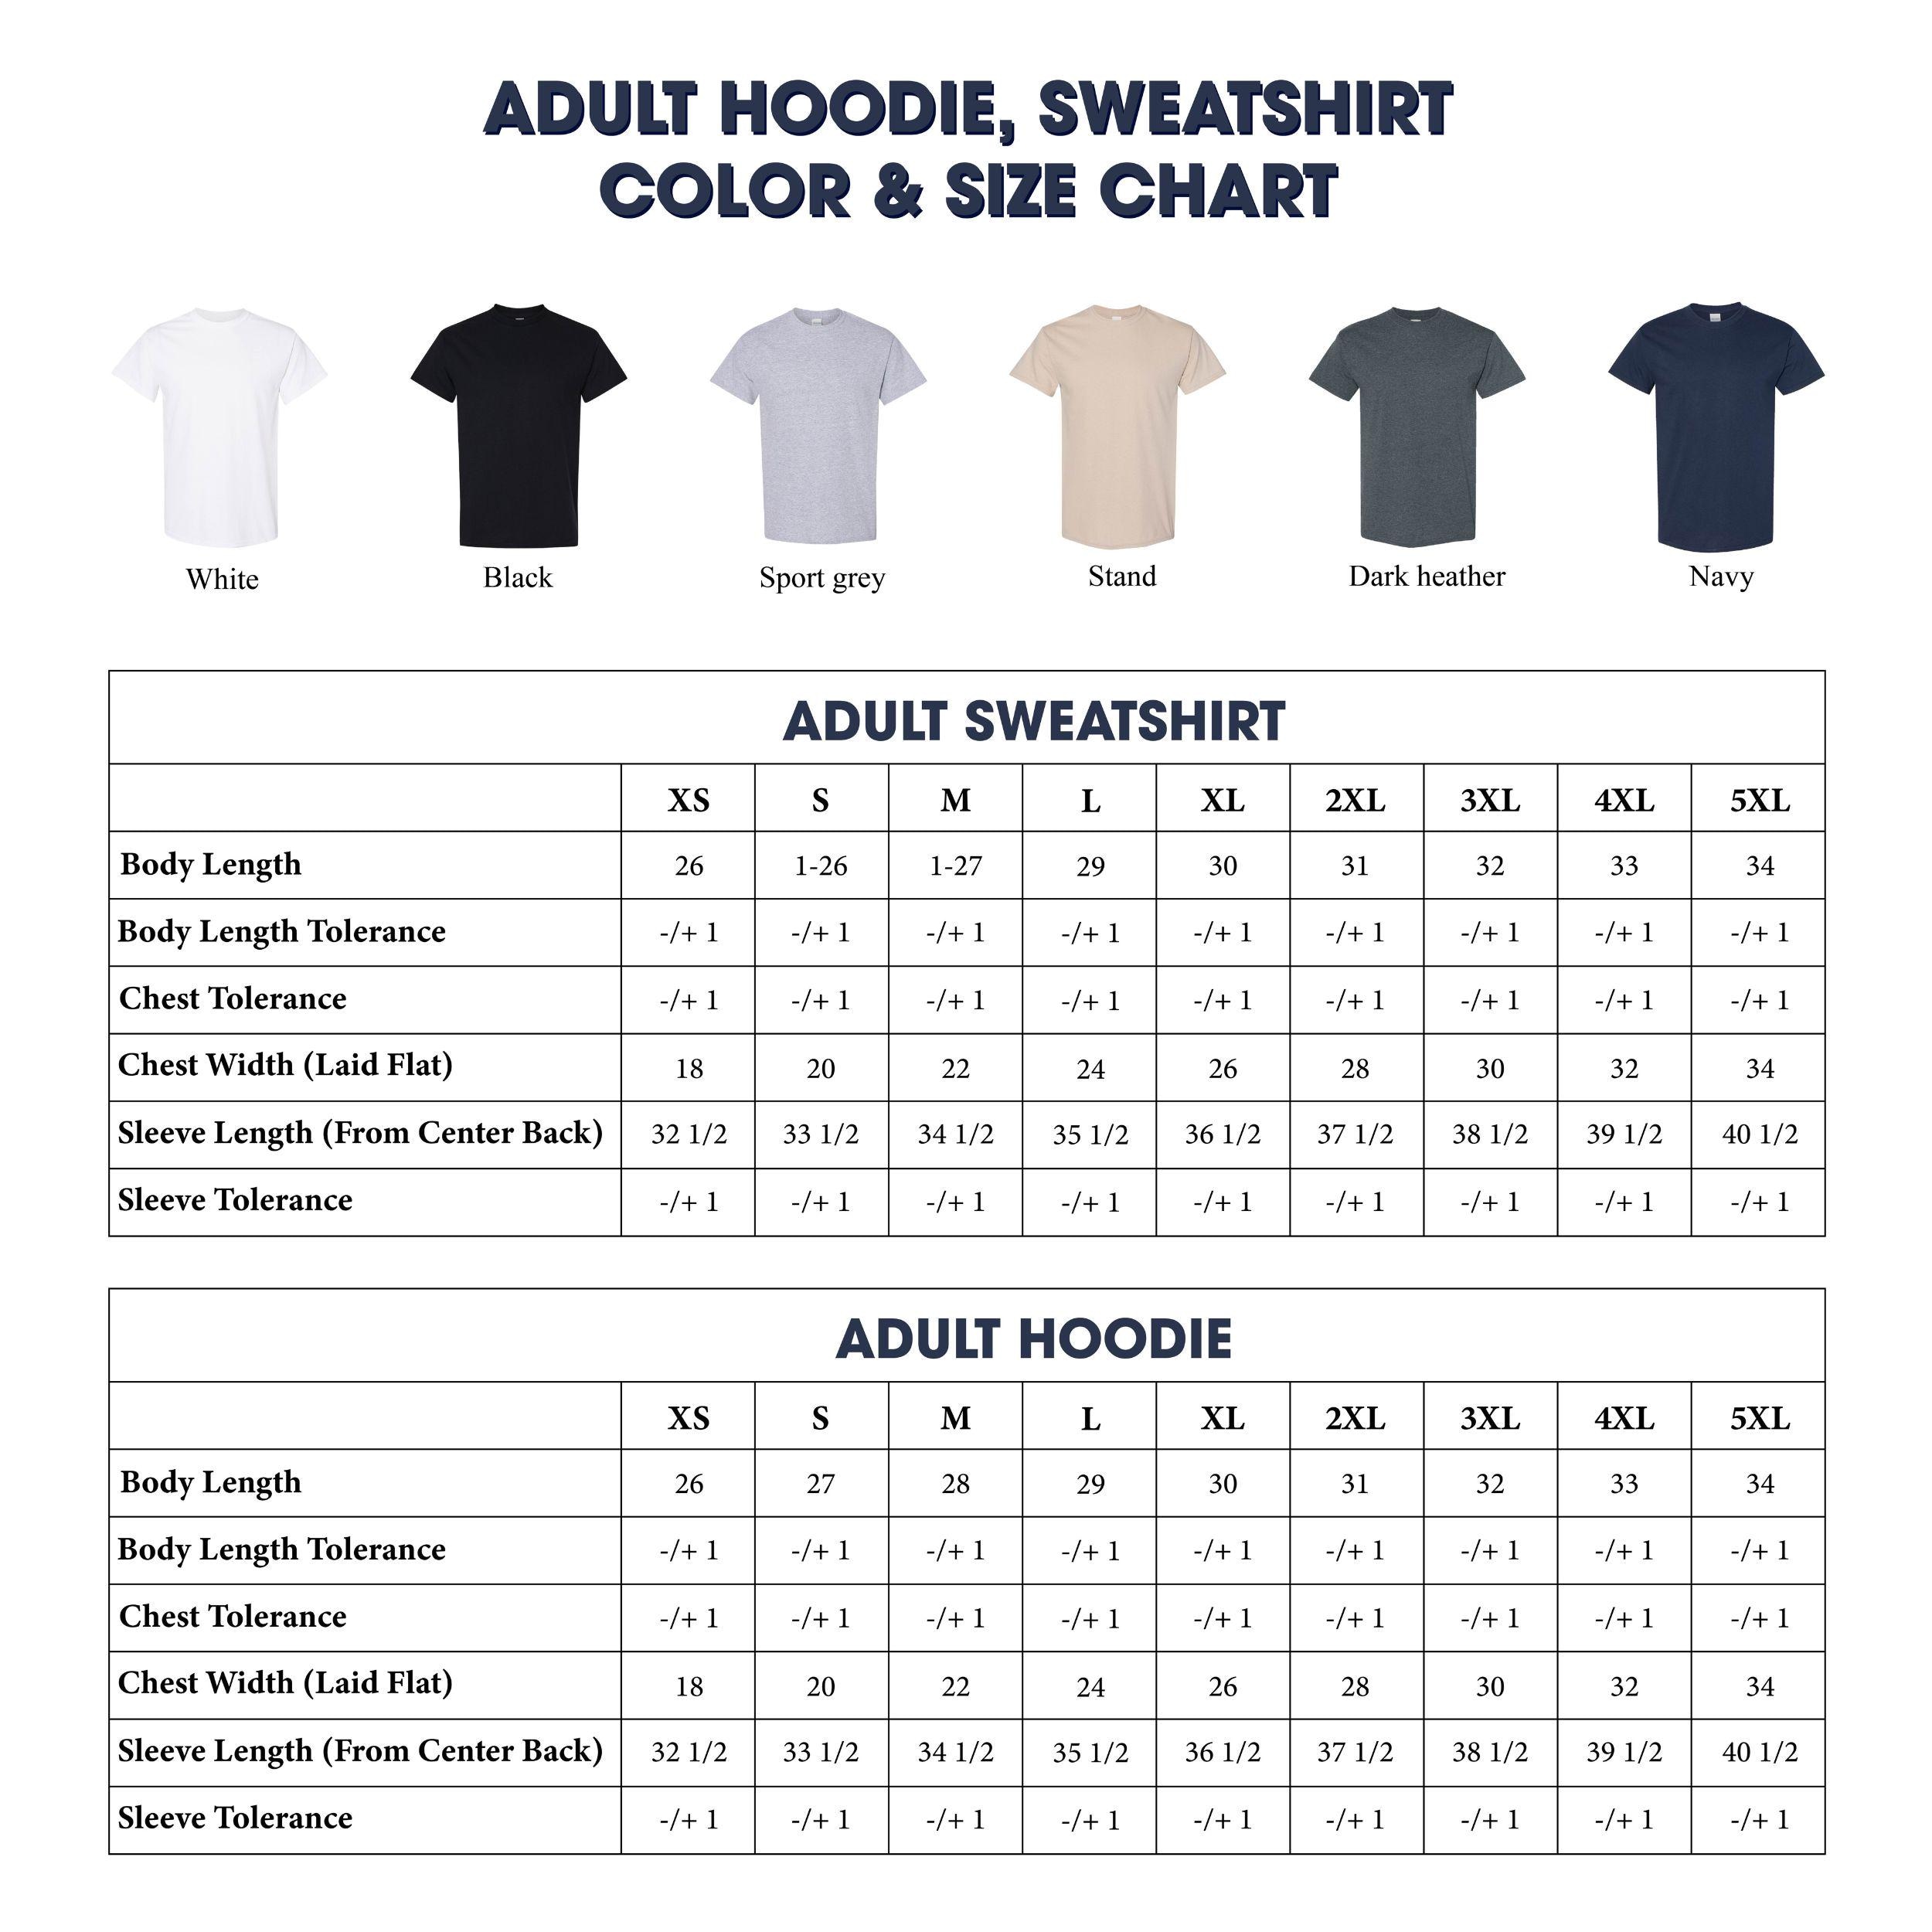 ADULT HOODIE, SWEATSHIRT
COLOR & SIZE CHART
White Black Sport grey Stand Dark heather Navy
ADULT SWEATSHIRT
XS S M L XL 2XL 3XL 4XL 5XL
Body Length 26 1-26 1-27 29 30 31 32 33 34
Body Length Tolerance -/+ 1 -/+ 1 -/+ 1 -/+ 1 -/+ 1 -/+ 1 -/+ 1 -/+ 1 -/+ 1
Chest Tolerance -/+ 1 -/+ 1 -/+ 1 -/+ 1 -/+ 1 -/+ 1 -/+ 1 -/+ 1 -/+ 1
Chest Width (Laid Flat) 18 20 22 24 26 28 30 32 34
Sleeve Length (From Center Back) 32 1/2 33 1/2 34 1/2 35 1/2 36 1/2 37 1/2 38 1/2 39 1/2 40 1/2
Sleeve Tolerance -/+ 1 -/+ 1 -/+ 1 -/+ 1 -/+ 1 -/+ 1 -/+ 1 -/+ 1 -/+ 1
ADULT HOODIE
XS S M L XL 2XL 3XL 4XL 5XL
Body Length 26 27 28 29 30 31 32 33 34
Body Length Tolerance -/+ 1 -/+ 1 -/+ 1 -/+ 1 -/+ 1 -/+ 1 -/+ 1 -/+ 1 -/+ 1
Chest Tolerance -/+ 1 -/+ 1 -/+ 1 -/+ 1 -/+ 1 -/+ 1 -/+ 1 -/+ 1 -/+ 1
Chest Width (Laid Flat) 18 20 22 24 26 28 30 32 34
Sleeve Length (From Center Back) 32 1/2 33 1/2 34 1/2 35 1/2 36 1/2 37 1/2 38 1/2 39 1/2 40 1/2
Sleeve Tolerance -/+ 1 -/+ 1 -/+ 1 -/+ 1 -/+ 1 -/+ 1 -/+ 1 -/+ 1 -/+ 1